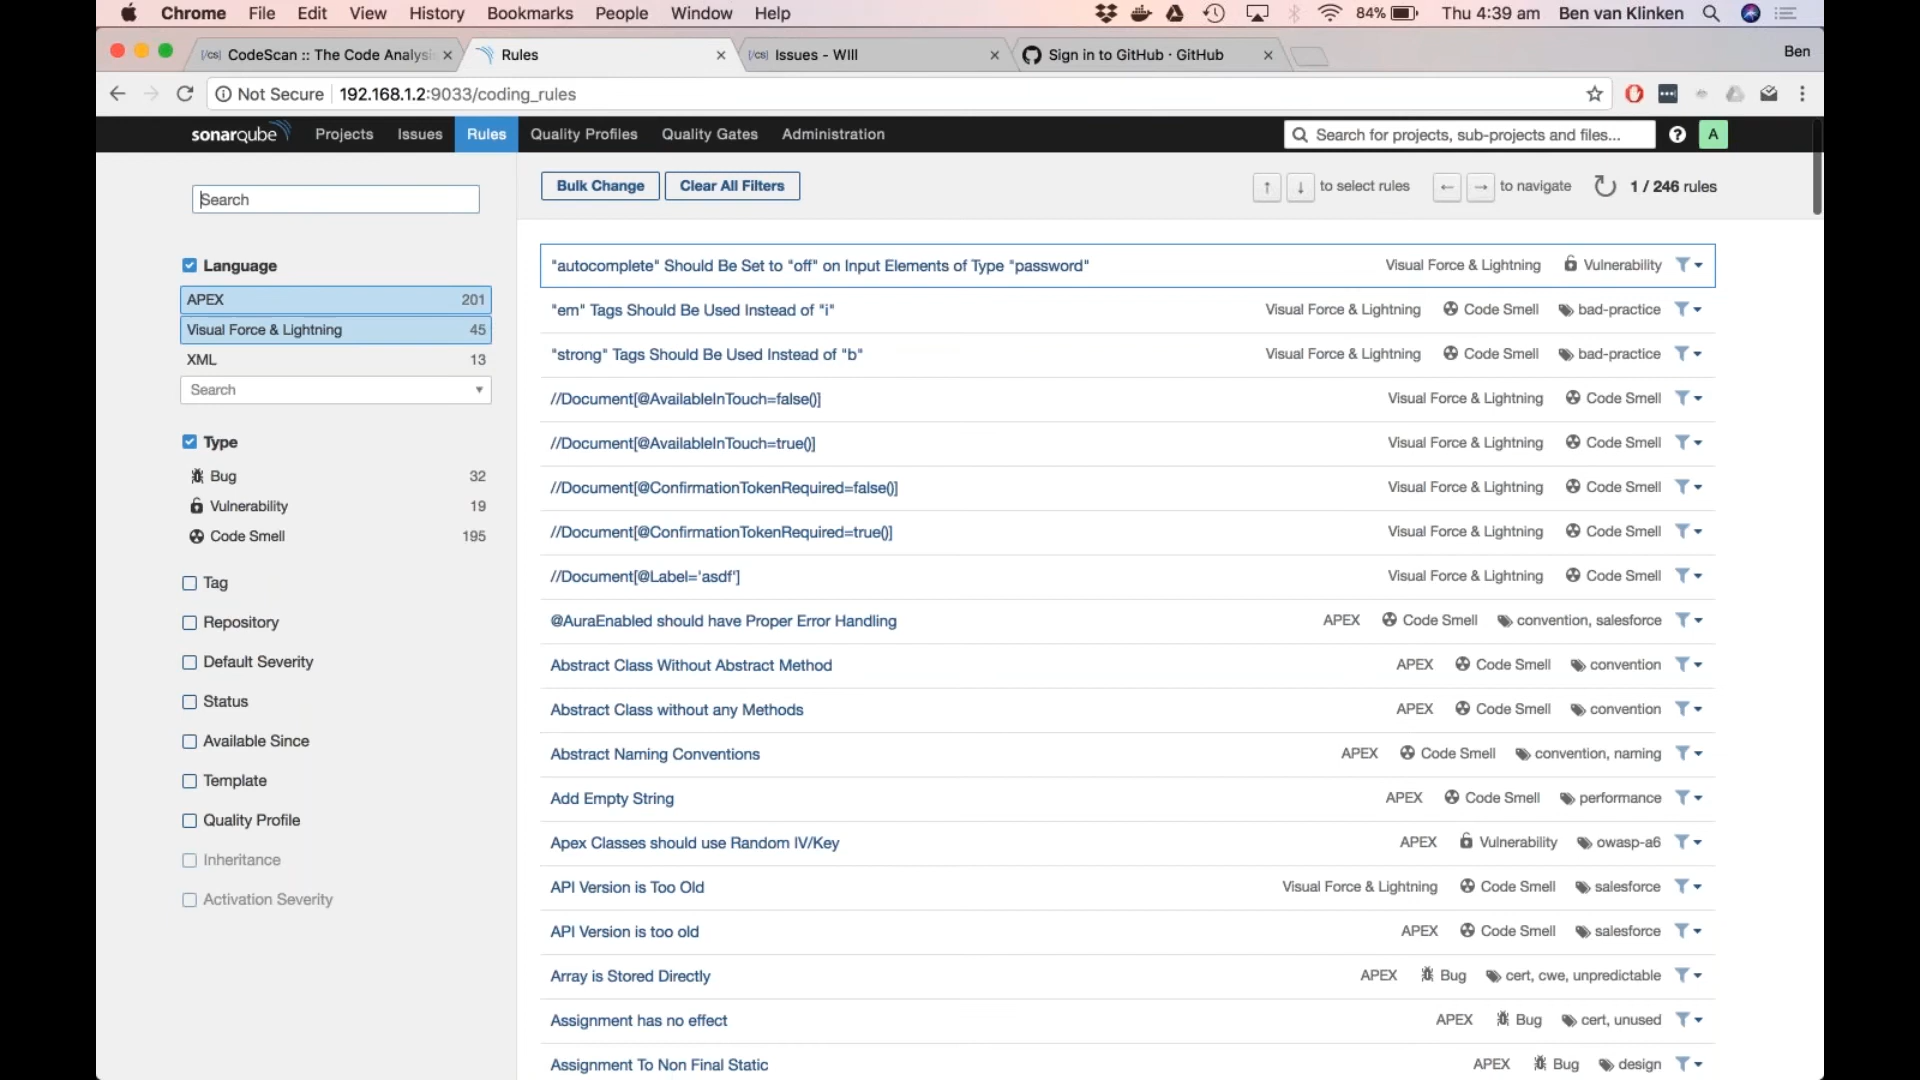 Chrome File Edit View History Bookmarks People Window Help 84% Thu 4:39 am Ben van Klinken
[/cs] CodeScan :: The Code Analysis Rules [/cs] Issues - WIll Sign in to GitHub · GitHub Ben
Not Secure 192.168.1.2:9033/coding_rules
sonarqube Projects Issues Rules Quality Profiles Quality Gates Administration Search for projects, sub-projects and files... ? A
Search
Bulk Change Clear All Filters ↑ ↓ to select rules ← → to navigate 1 / 246 rules
Language
APEX 201
Visual Force & Lightning 45
XML 13
Search
Type
Bug 32
Vulnerability 19
Code Smell 195
Tag
Repository
Default Severity
Status
Available Since
Template
Quality Profile
Inheritance
Activation Severity
"autocomplete" Should Be Set to "off" on Input Elements of Type "password" Visual Force & Lightning Vulnerability
"em" Tags Should Be Used Instead of "i" Visual Force & Lightning Code Smell bad-practice
"strong" Tags Should Be Used Instead of "b" Visual Force & Lightning Code Smell bad-practice
//Document[@AvailableInTouch=false()] Visual Force & Lightning Code Smell
//Document[@AvailableInTouch=true()] Visual Force & Lightning Code Smell
//Document[@ConfirmationTokenRequired=false()] Visual Force & Lightning Code Smell
//Document[@ConfirmationTokenRequired=true()] Visual Force & Lightning Code Smell
//Document[@Label='asdf'] Visual Force & Lightning Code Smell
@AuraEnabled should have Proper Error Handling APEX Code Smell convention, salesforce
Abstract Class Without Abstract Method APEX Code Smell convention
Abstract Class without any Methods APEX Code Smell convention
Abstract Naming Conventions APEX Code Smell convention, naming
Add Empty String APEX Code Smell performance
Apex Classes should use Random IV/Key APEX Vulnerability owasp-a6
API Version is Too Old Visual Force & Lightning Code Smell salesforce
API Version is too old APEX Code Smell salesforce
Array is Stored Directly APEX Bug cert, cwe, unpredictable
Assignment has no effect APEX Bug cert, unused
Assignment To Non Final Static APEX Bug design